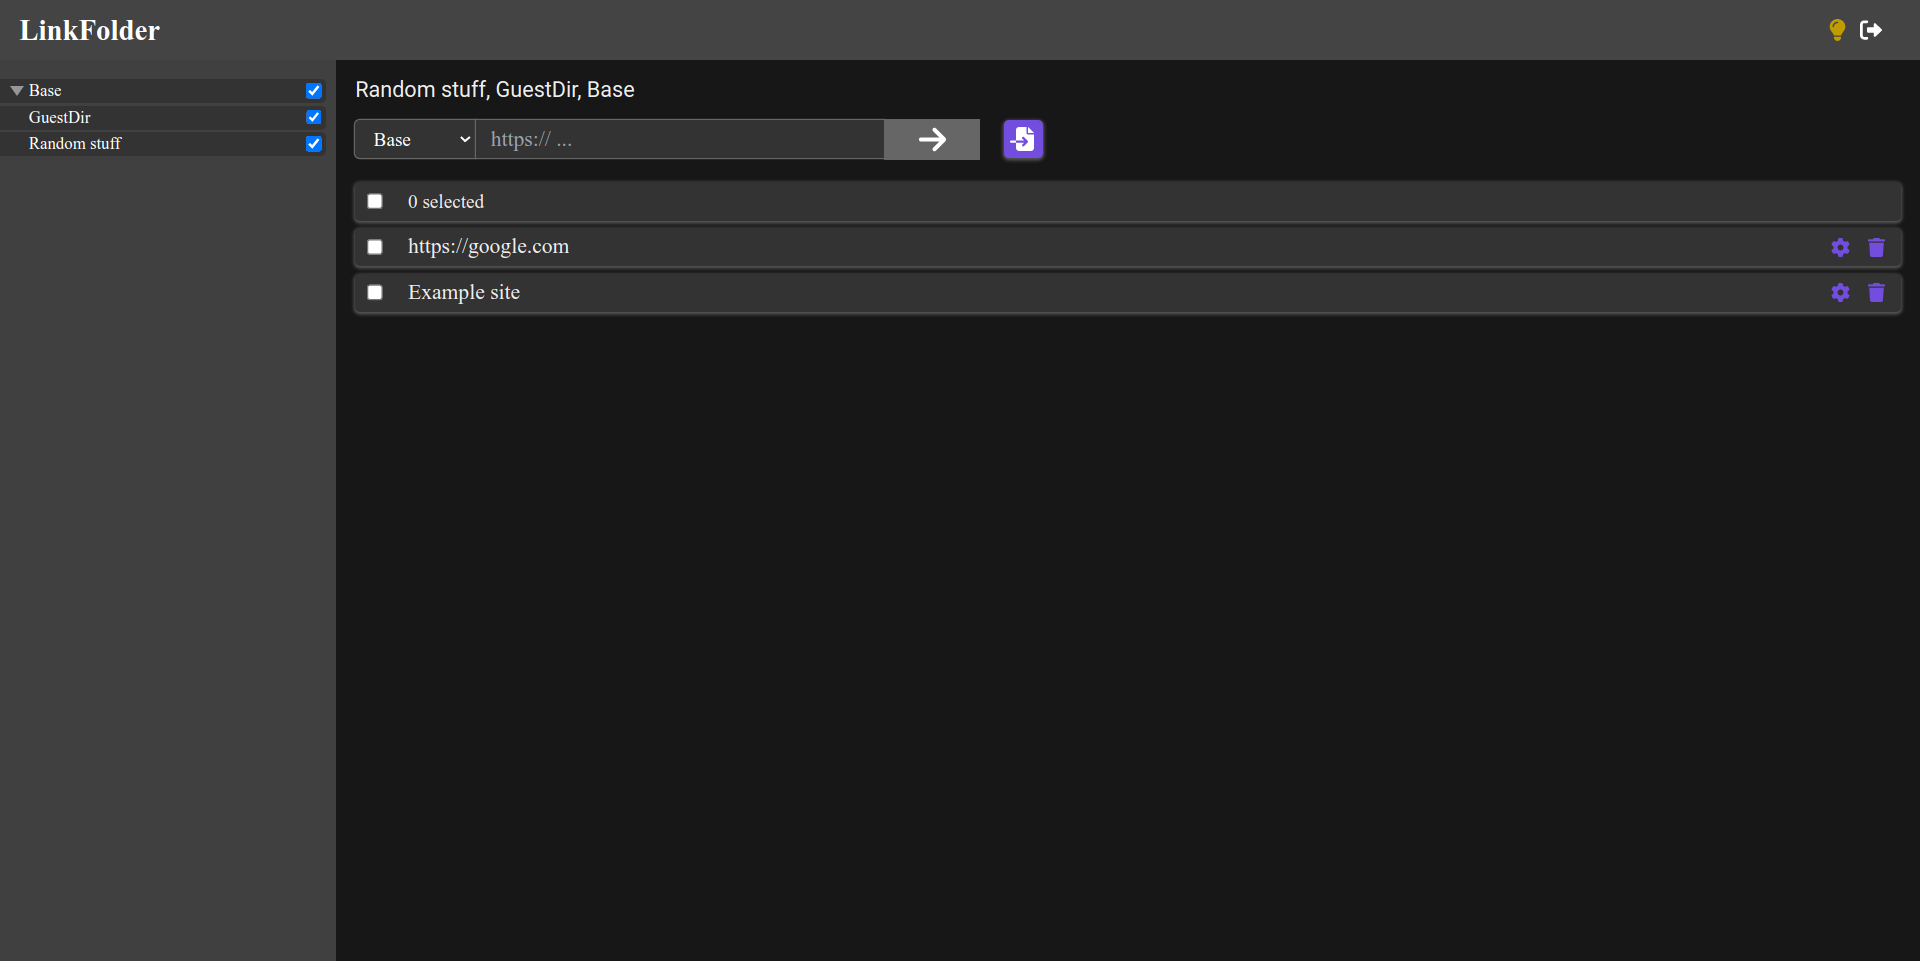 LinkFolder
Base
GuestDir
Random stuff
Random stuff, GuestDir, Base
Base https:// ...
0 selected
https://google.com
Example site